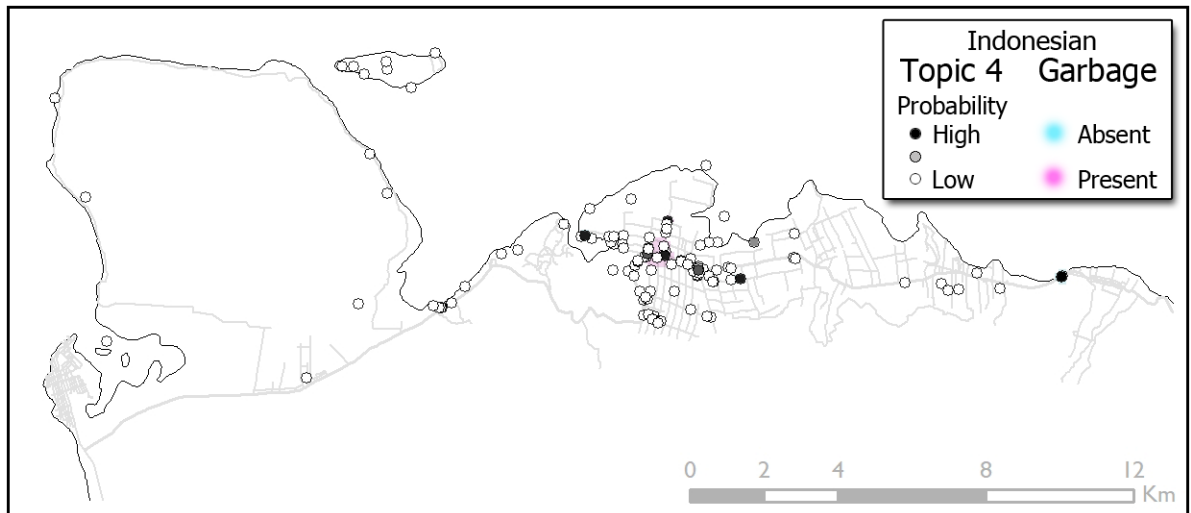 Indonesian
Topic 4 Garbage
Probability
High Absent
Low Present
0 2 4 8 12
Km